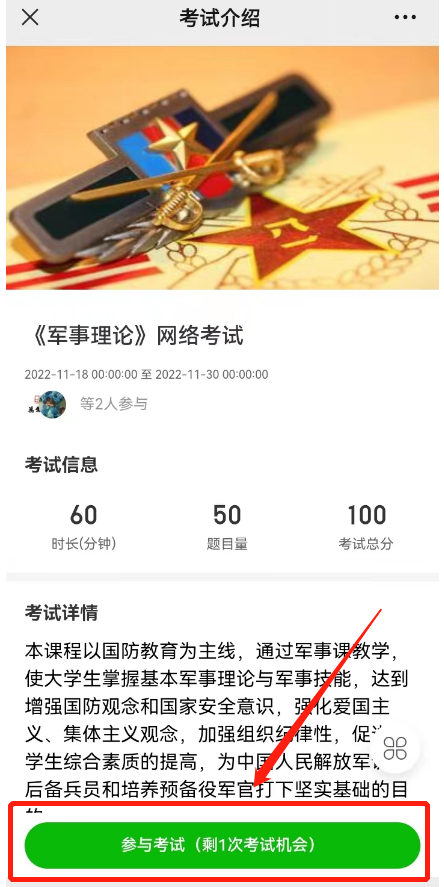 考试介绍
《军事理论》网络考试
2022-11-18 00:00:00 至 2022-11-30 00:00:00
等2人参与
考试信息
60 50 100
时长(分钟) 题目量 考试总分
考试详情
本课程以国防教育为主线，通过军事课教学，
使大学生掌握基本军事理论与军事技能，达到
增强国防观念和国家安全意识，强化爱国主
义、集体主义观念，加强组织纪律性，促
学生综合素质的提高，为中国人民解放军
后备兵员和培养预备役军官打下坚实基础的目
参与考试（剩1次考试机会）